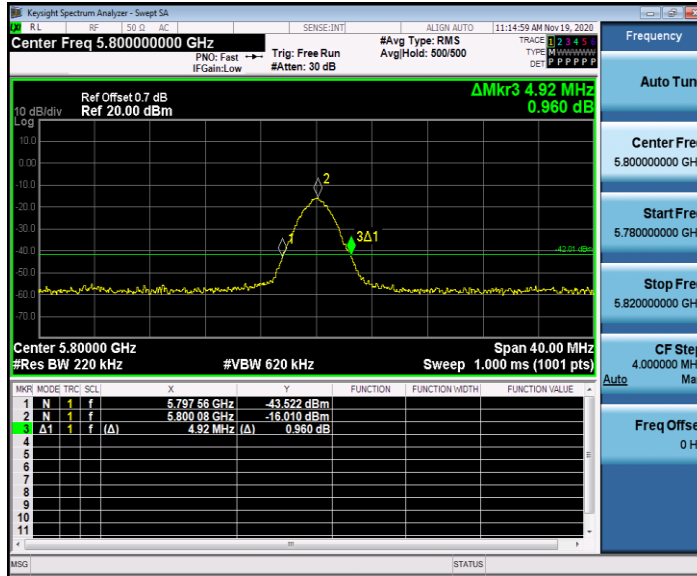 Keysight Spectrum Analyzer - Swept SA
RL RF 50 Ω AC SENSE:INT ALIGN AUTO 11:14:59 AM Nov 19, 2020
Center Freq 5.800000000 GHz
PNO: Fast
IFGain:Low
Trig: Free Run
#Atten: 30 dB
#Avg Type: RMS
Avg|Hold: 500/500
TRACE 1 2 3 4 5 6
TYPE M
DET P P P P P P
Ref Offset 0.7 dB
Ref 20.00 dBm
10 dB/div
Log
ΔMkr3 4.92 MHz
0.960 dB
10.0
0.00
-10.0
-20.0
-30.0
-40.0
-50.0
-60.0
-70.0
2
1
3Δ1
-42.01 dBm
Center 5.80000 GHz Span 40.00 MHz
#Res BW 220 kHz #VBW 620 kHz Sweep 1.000 ms (1001 pts)
MKR MODE TRC SCL X Y FUNCTION FUNCTION WIDTH FUNCTION VALUE
1 N 1 f 5.797 56 GHz -43.522 dBm
2 N 1 f 5.800 08 GHz -16.010 dBm
3 Δ1 1 f (Δ) 4.92 MHz (Δ) 0.960 dB
4
5
6
7
8
9
10
11
MSG STATUS
Frequency
Auto Tun
Center Fre
5.800000000 GH
Start Fre
5.780000000 GH
Stop Fre
5.820000000 GH
CF Step
4.000000 MH
Auto Ma
Freq Offse
0 H